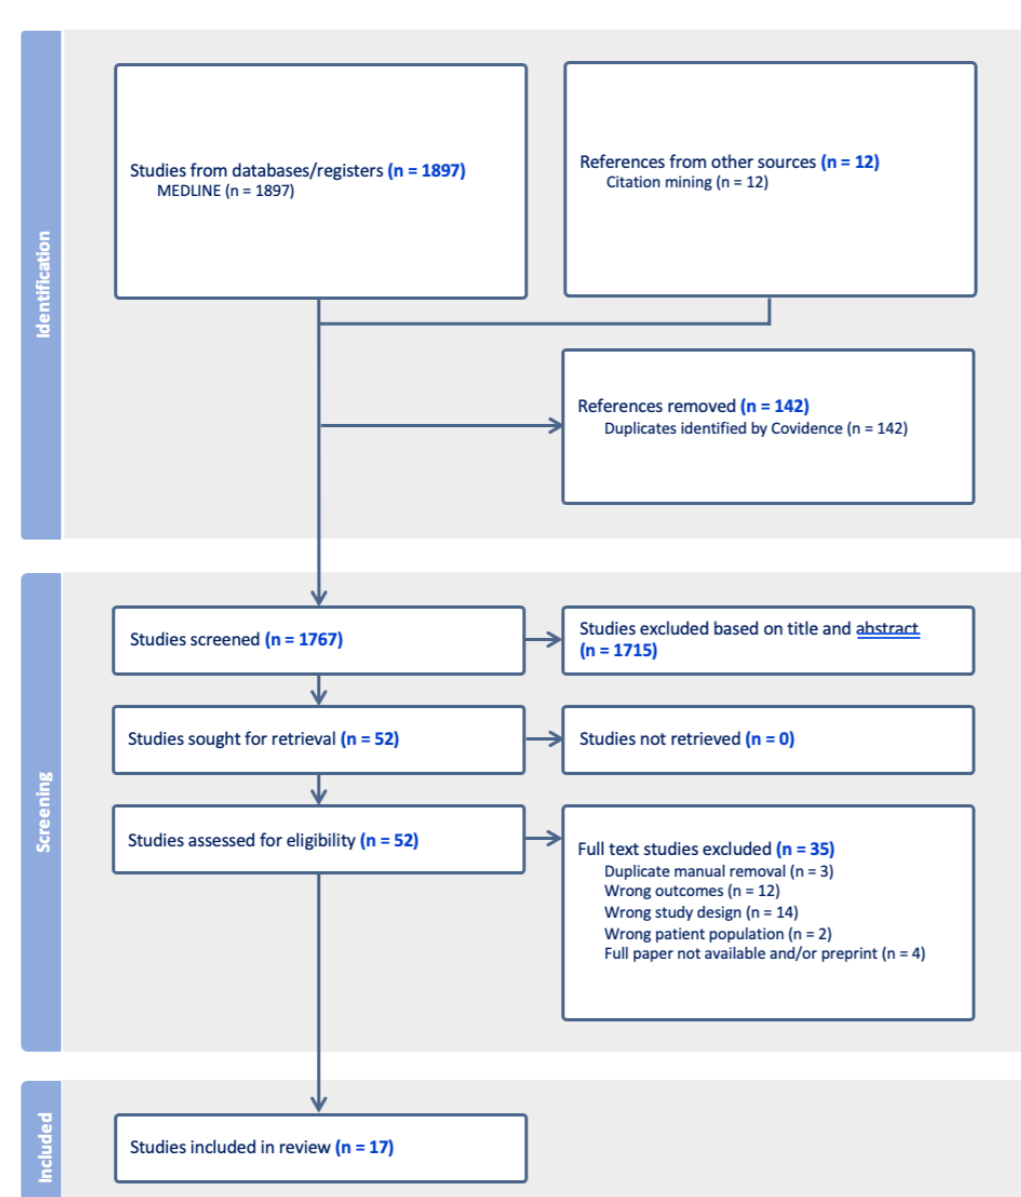 Identification
Studies from databases/registers (n = 1897)
MEDLINE (n = 1897)
References from other sources (n = 12)
Citation mining (n = 12)
References removed (n = 142)
Duplicates identified by Covidence (n = 142)
Screening
Studies screened (n = 1767)
Studies excluded based on title and abstract
(n = 1715)
Studies sought for retrieval (n = 52)
Studies not retrieved (n = 0)
Studies assessed for eligibility (n = 52)
Full text studies excluded (n = 35)
Duplicate manual removal (n = 3)
Wrong outcomes (n = 12)
Wrong study design (n = 14)
Wrong patient population (n = 2)
Full paper not available and/or preprint (n = 4)
Included
Studies included in review (n = 17)